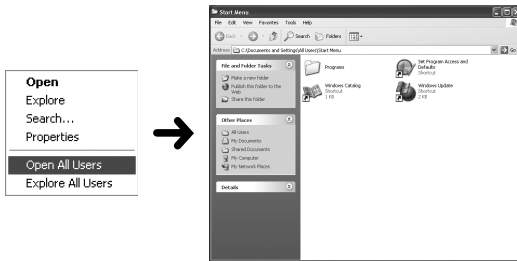 Open
Explore
Search...
Properties
Open All Users
Explore All Users
Start Menu
File Edit View Favorites Tools Help
Back Search Folders
Address C:\Documents and Settings\All Users\Start Menu Go
File and Folder Tasks
Make a new folder
Publish this folder to the
Web
Share this folder
Other Places
All Users
My Documents
Shared Documents
My Computer
My Network Places
Details
Programs
Set Program Access and
Defaults
Shortcut
Windows Catalog
Shortcut
1 KB
Windows Update
Shortcut
2 KB